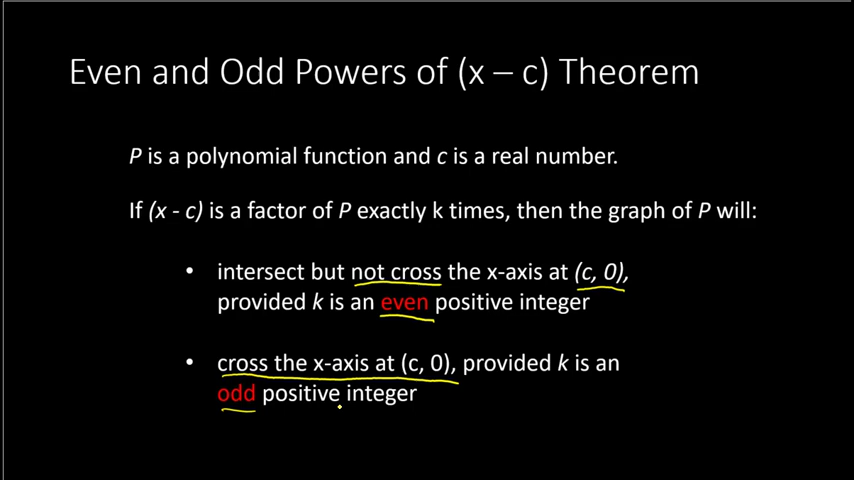 Even and Odd Powers of (x – c) Theorem
P is a polynomial function and c is a real number.
If (x - c) is a factor of P exactly k times, then the graph of P will:
• intersect but not cross the x-axis at (c, 0),
provided k is an even positive integer
• cross the x-axis at (c, 0), provided k is an
odd positive integer